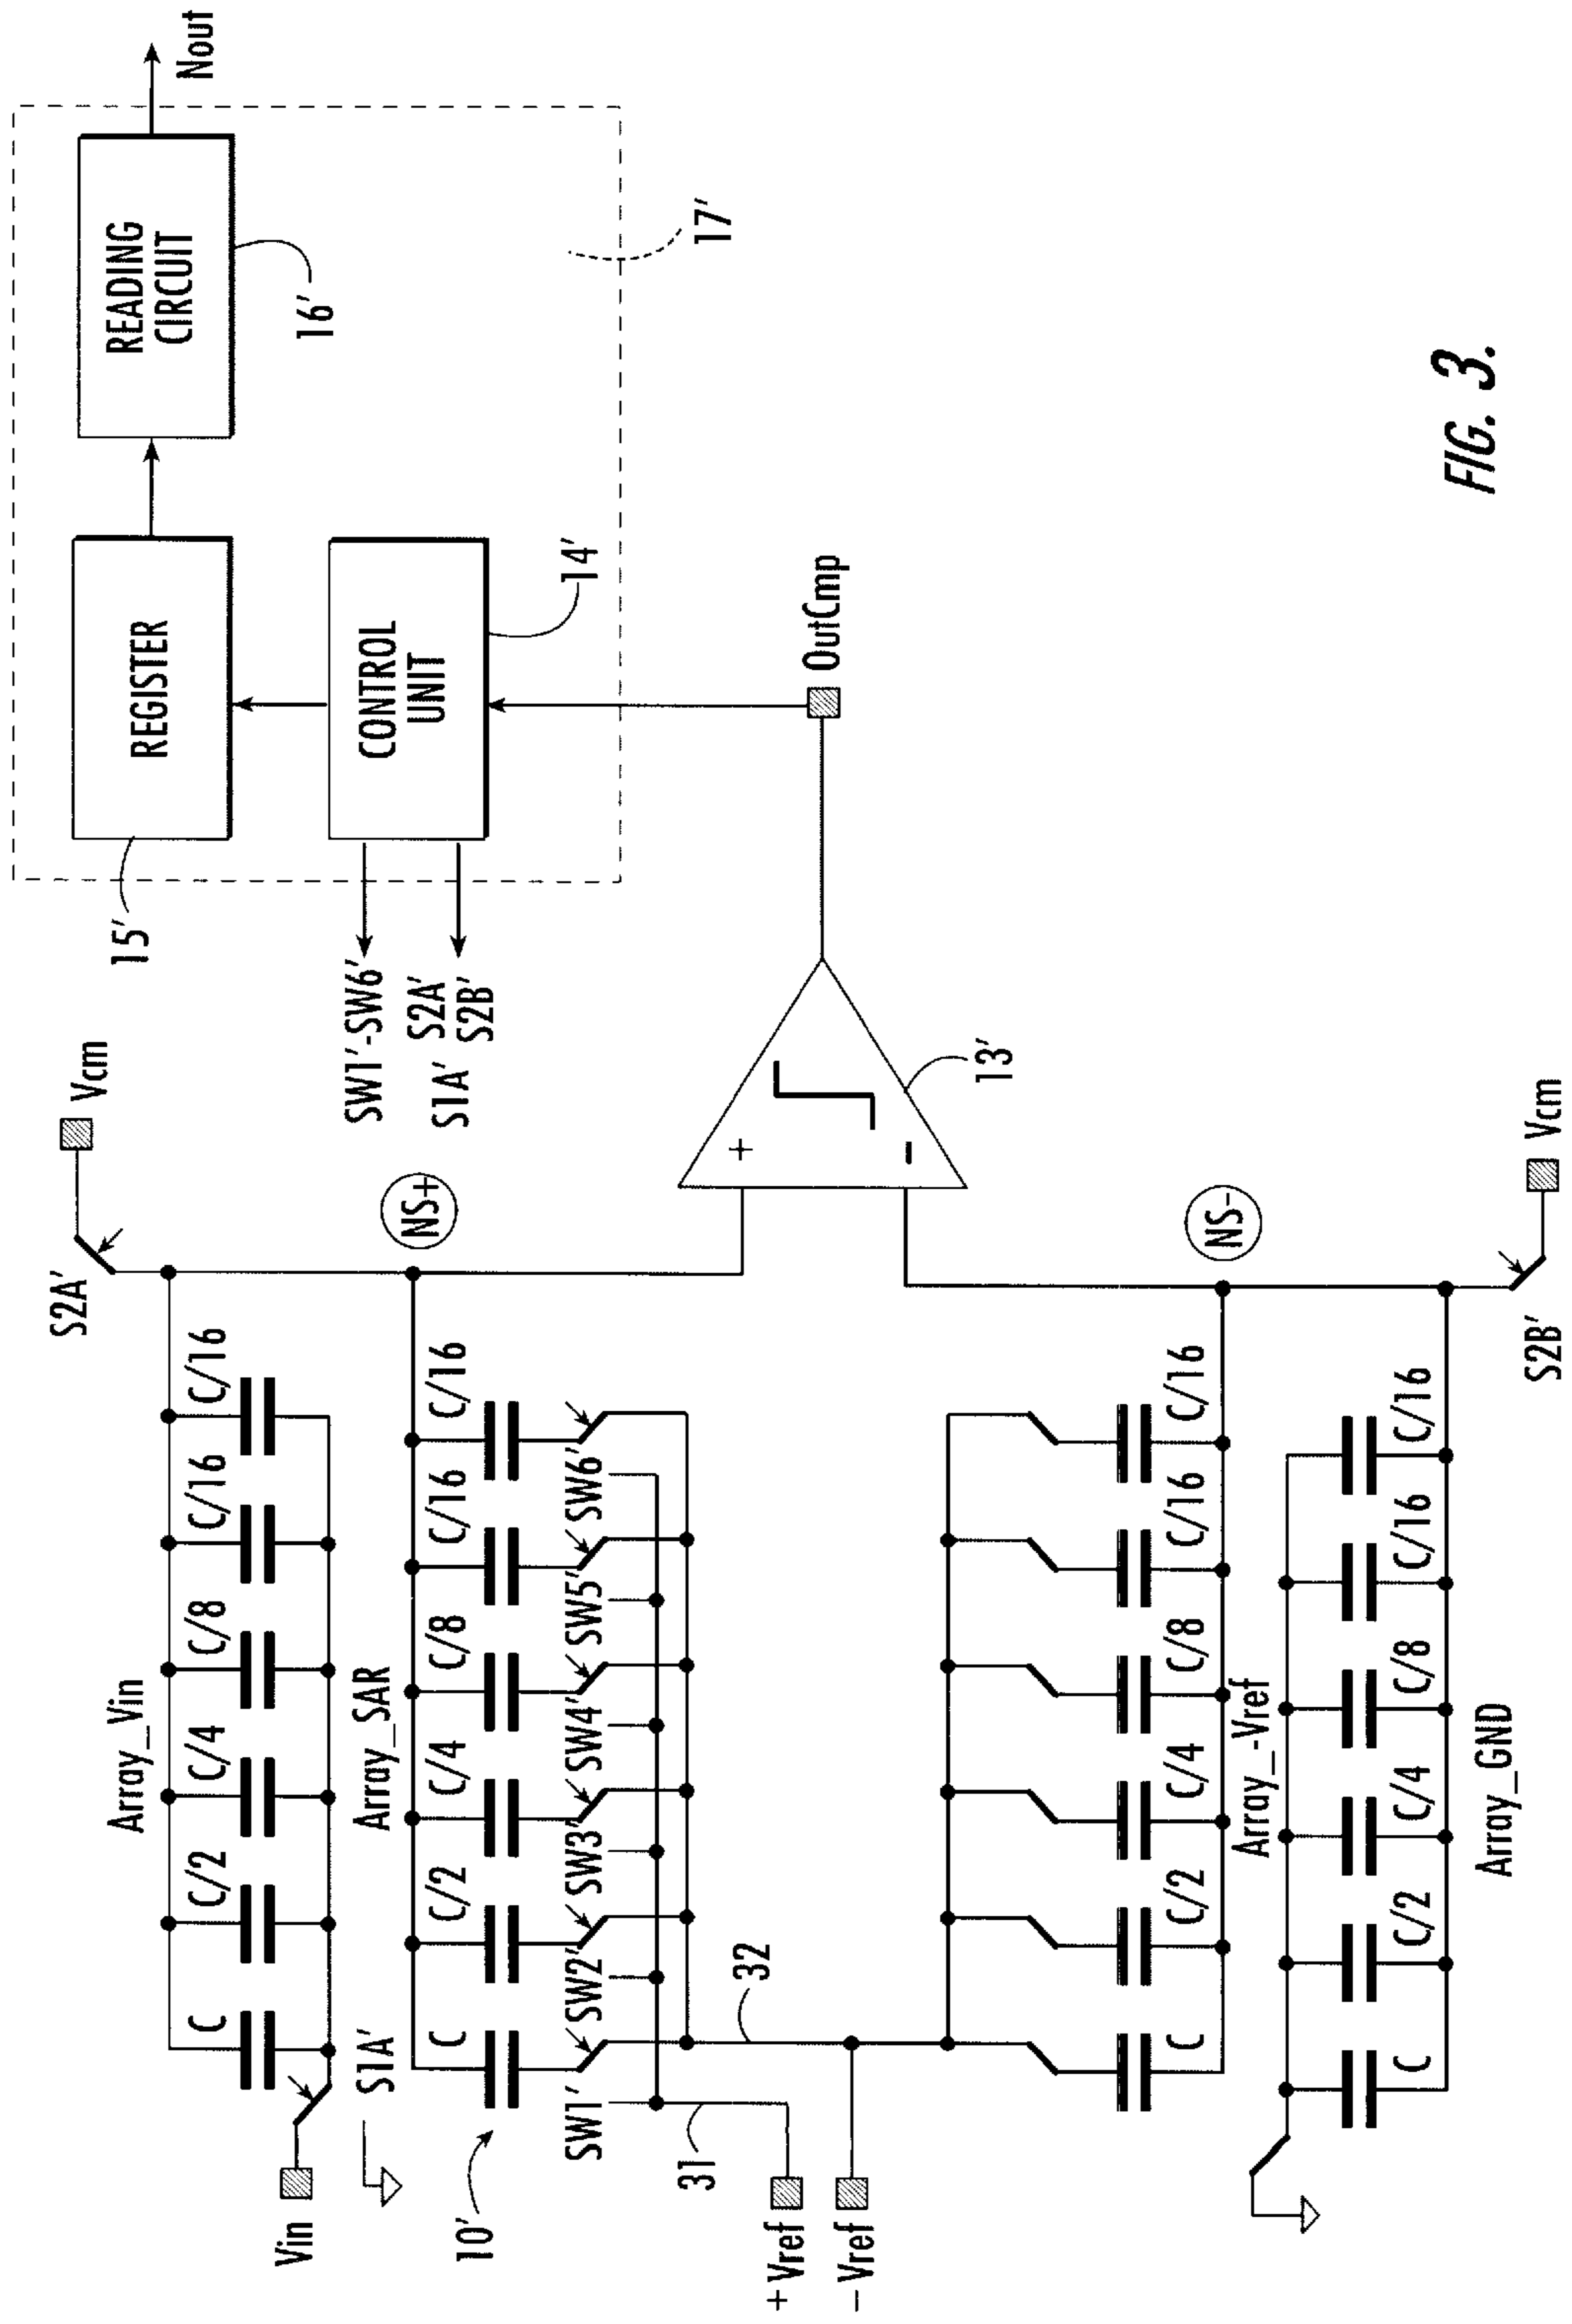 Vin
S1A'
Array_Vin
C
C/2
C/4
C/8
C/16
C/16
S2A'
Vcm
10'
Array_SAR
C
C/2
C/4
C/8
C/16
C/16
NS+
SW1'
SW2'
SW3'
SW4'
SW5'
SW6'
31
32
+Vref
-Vref
+
-
13'
OutCmp
SW1'-SW6'
S1A'
S2A'
S2B'
15'
REGISTER
CONTROL
UNIT
14'
READING
CIRCUIT
16'
17'
Nout
C
C/2
C/4
C/8
C/16
C/16
NS-
Array_-Vref
C
C/2
C/4
C/8
C/16
C/16
Array_GND
S2B'
Vcm
FIG. 3.